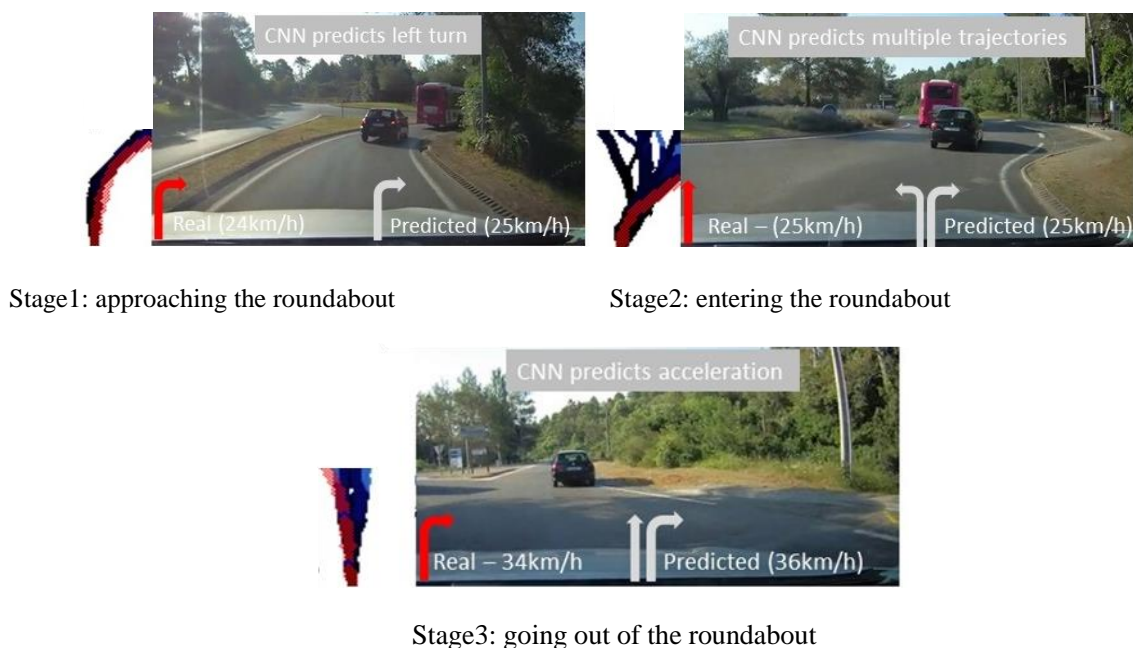 CNN predicts left turn
Real (24km/h)
Predicted (25km/h)
Stage1: approaching the roundabout
CNN predicts multiple trajectories
Real – (25km/h)
Predicted (25km/h)
Stage2: entering the roundabout
CNN predicts acceleration
Real – 34km/h
Predicted (36km/h)
Stage3: going out of the roundabout